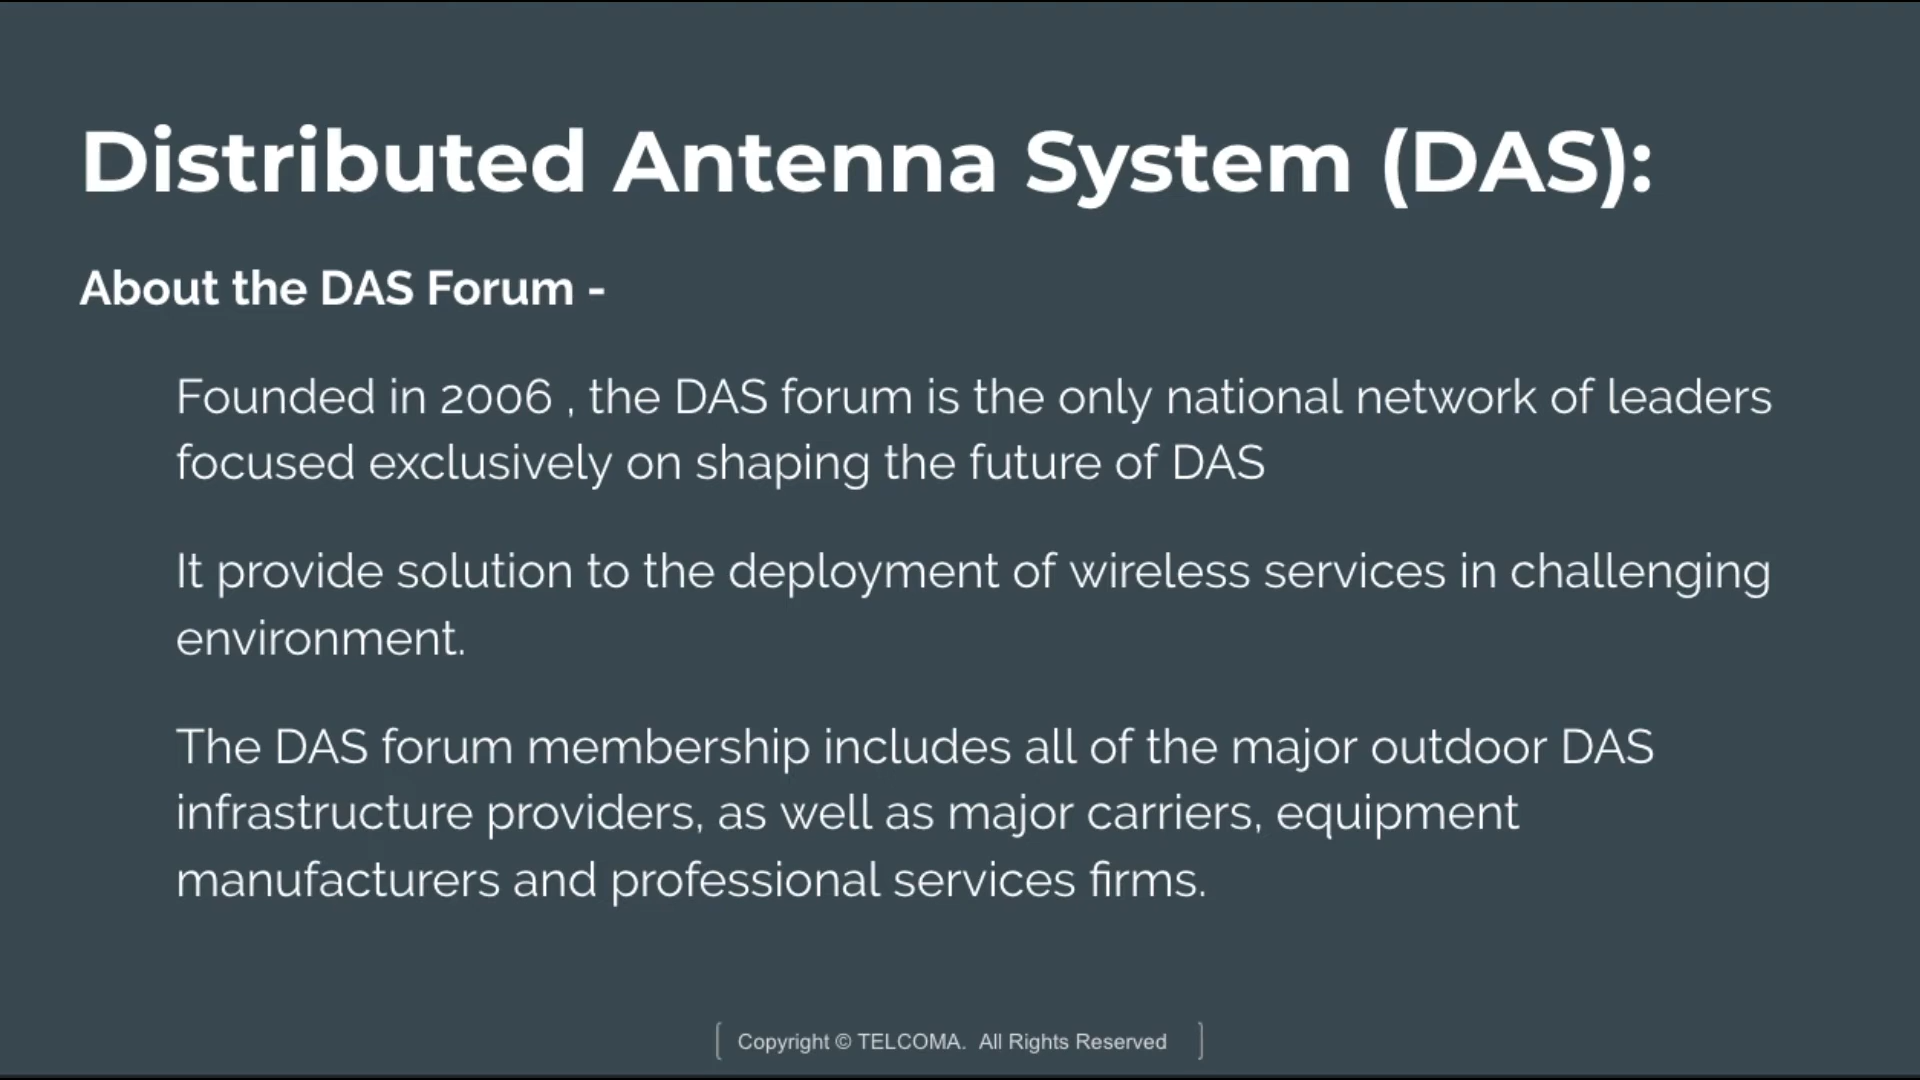 Distributed Antenna System (DAS):
About the DAS Forum -
Founded in 2006 , the DAS forum is the only national network of leaders
focused exclusively on shaping the future of DAS
It provide solution to the deployment of wireless services in challenging
environment.
The DAS forum membership includes all of the major outdoor DAS
infrastructure providers, as well as major carriers, equipment
manufacturers and professional services firms.
[ Copyright © TELCOMA. All Rights Reserved ]